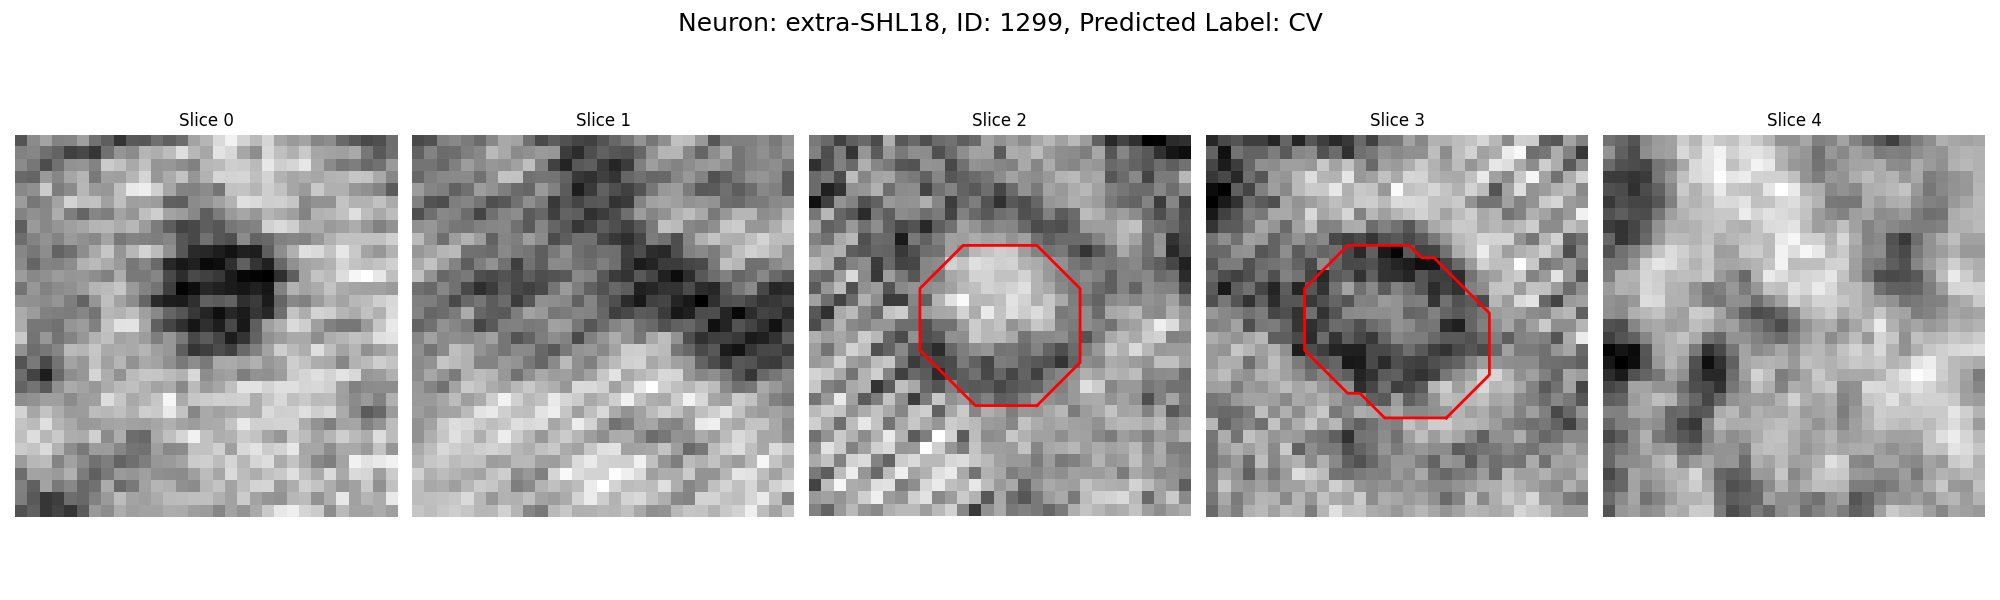 Neuron: extra-SHL18, ID: 1299, Predicted Label: CV
Slice 0
Slice 1
Slice 2
Slice 3
Slice 4